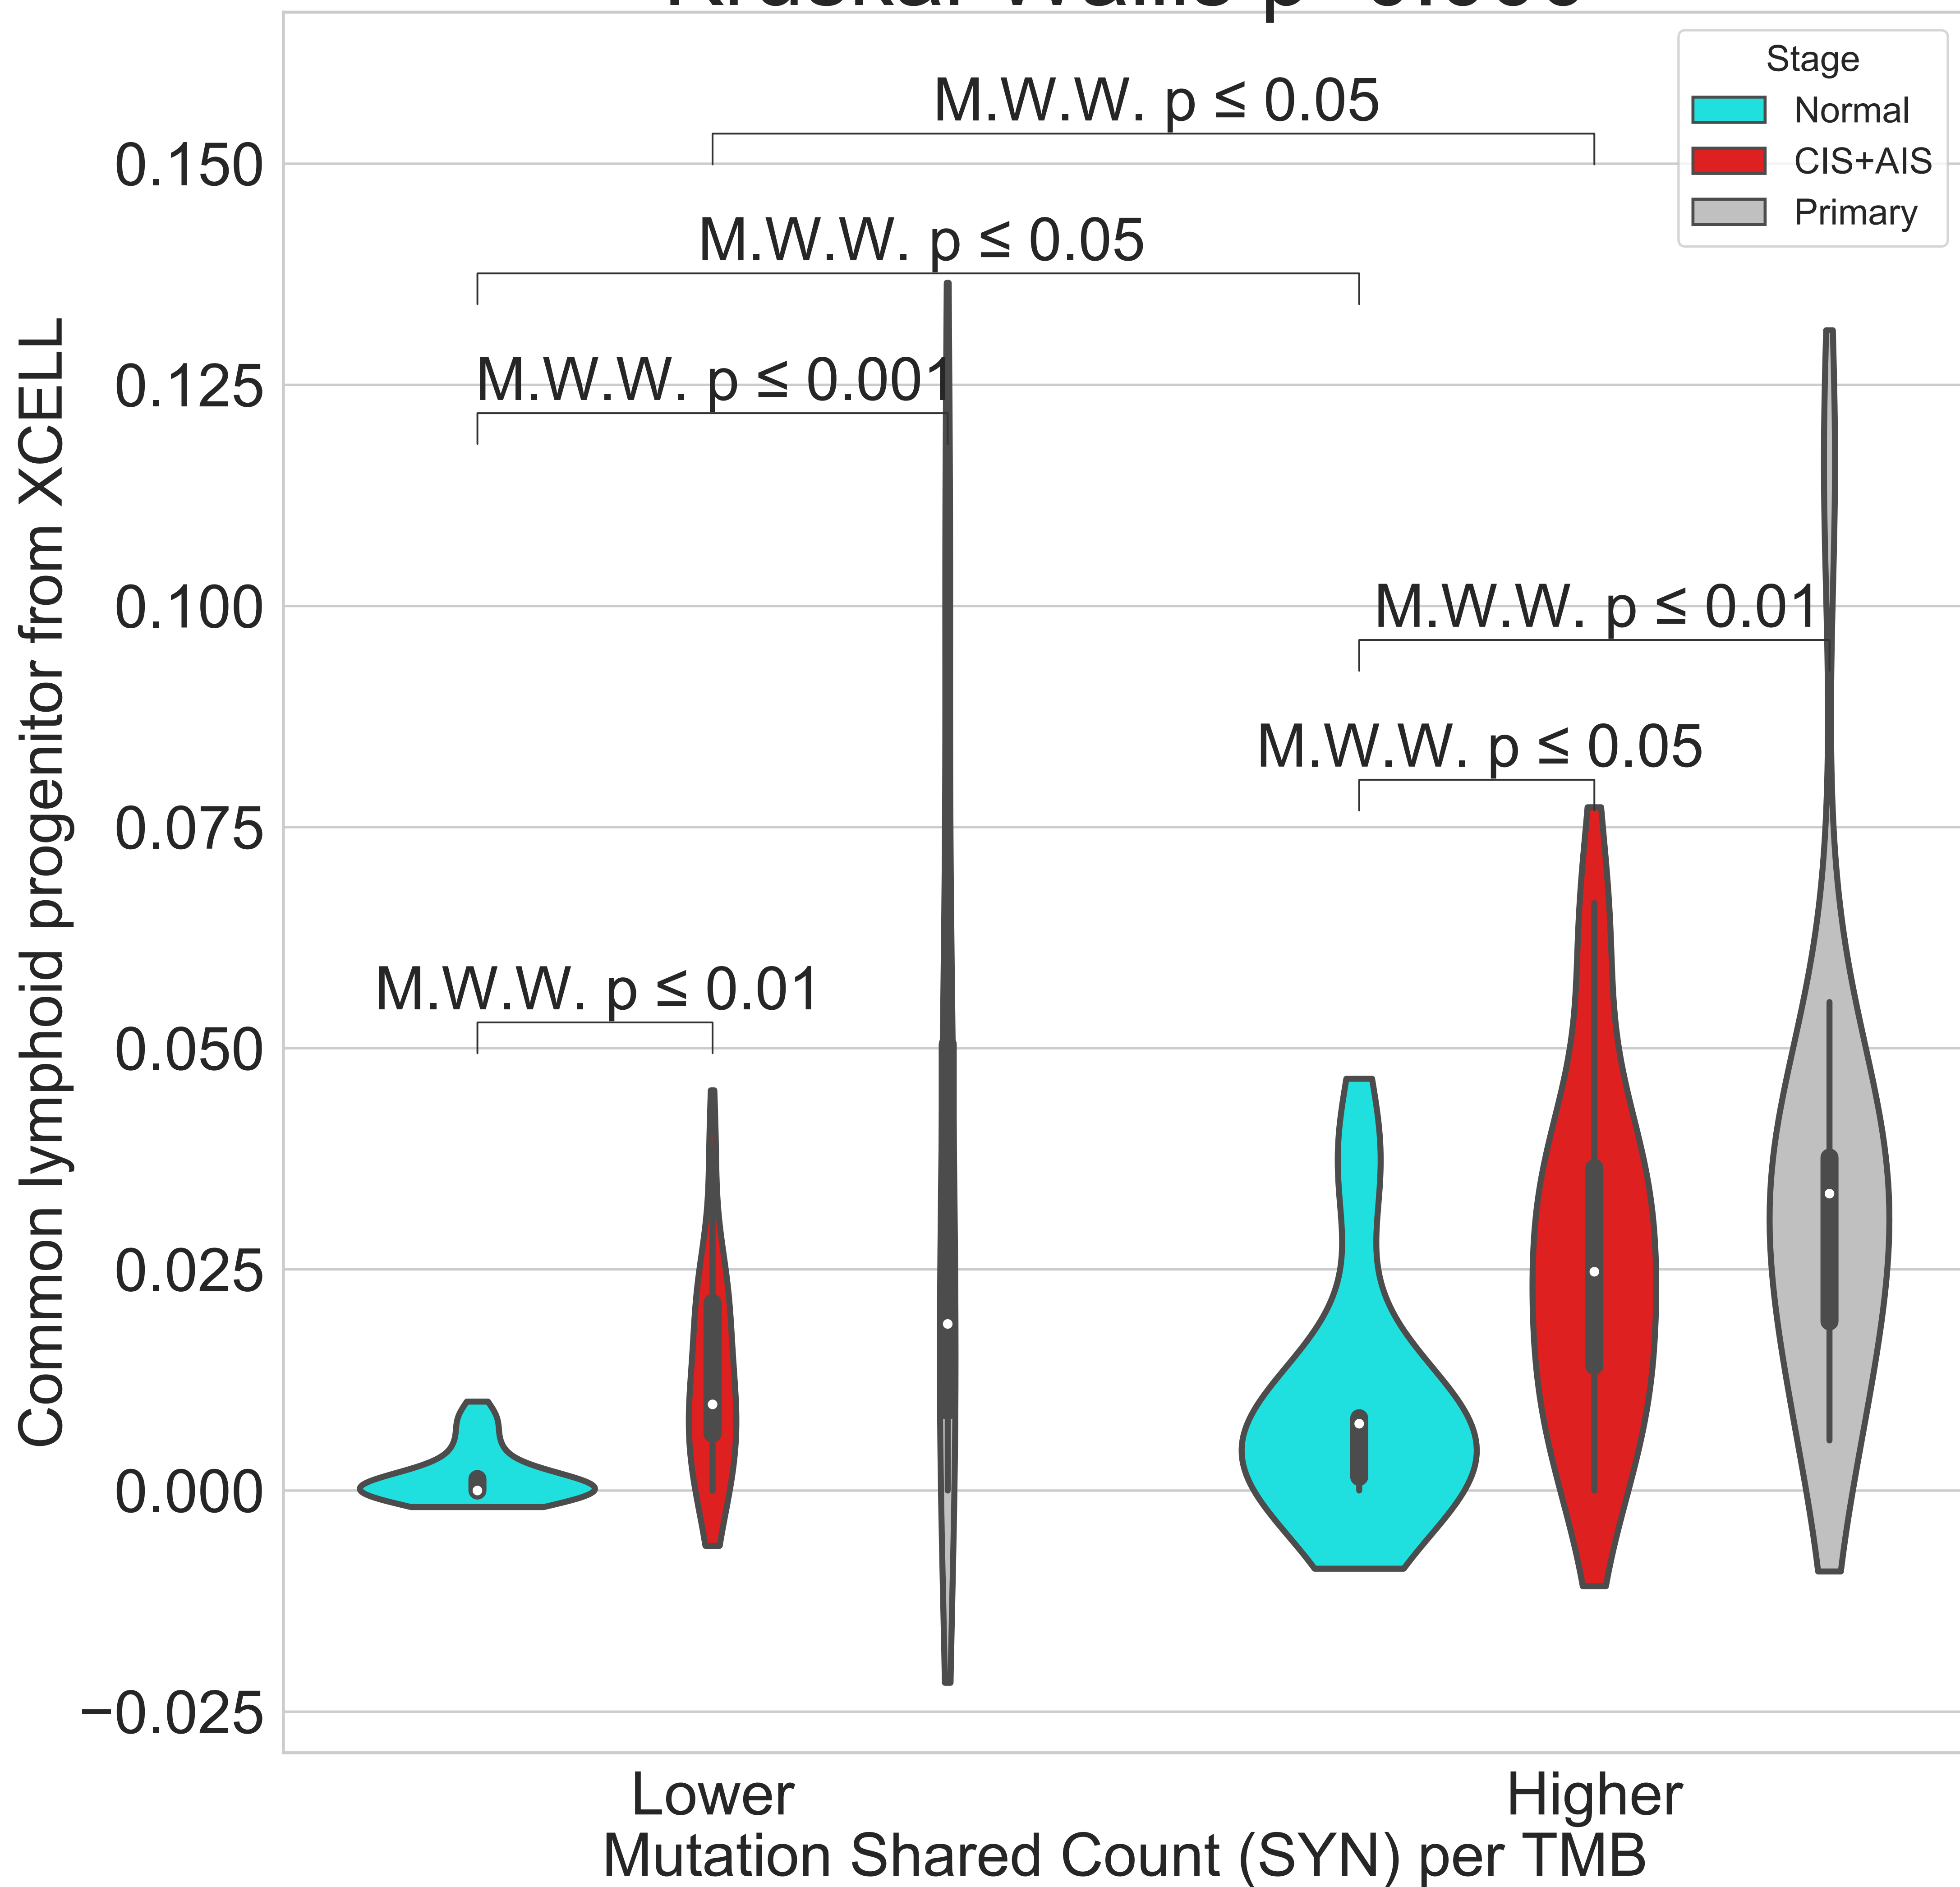 Stage
Normal
CIS+AIS
Primary
M.W.W. p ≤ 0.05
M.W.W. p ≤ 0.05
M.W.W. p ≤ 0.001
M.W.W. p ≤ 0.01
M.W.W. p ≤ 0.05
M.W.W. p ≤ 0.01
Common lymphoid progenitor from XCELL
0.150
0.125
0.100
0.075
0.050
0.025
0.000
−0.025
Lower
Higher
Mutation Shared Count (SYN) per TMB